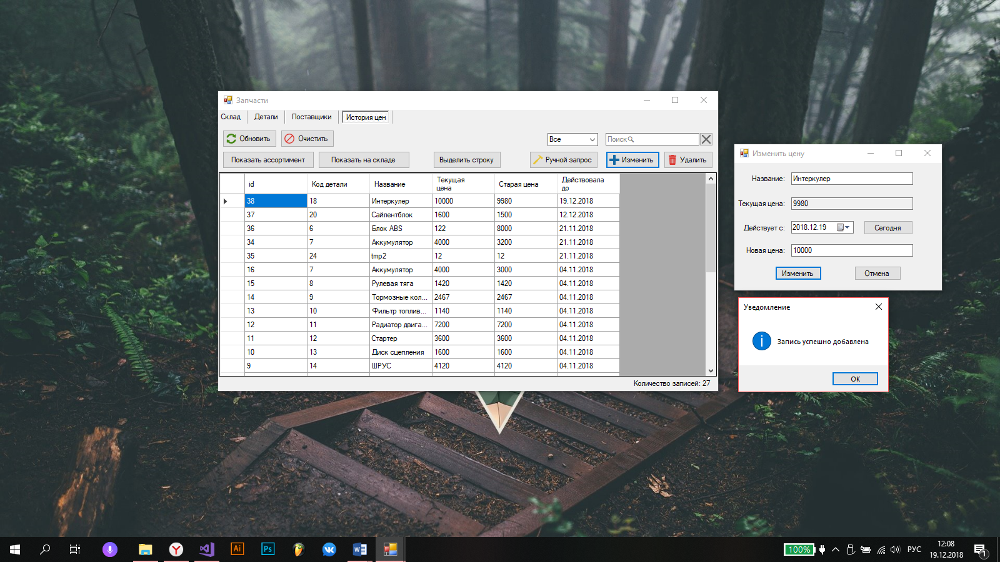 Запчасти
Склад Детали Поставщики История цен
Обновить Очистить Все Поиск
Показать ассортимент Показать на складе Выделить строку Ручной запрос Изменить Удалить
id Код детали Название Текущая цена Старая цена Действовала до
38 18 Интеркулер 10000 9980 19.12.2018
37 20 Сайлентблок 1600 1500 12.12.2018
36 6 Блок ABS 122 8000 21.11.2018
34 7 Аккумулятор 4000 3200 21.11.2018
35 24 tmp2 12 12 21.11.2018
16 7 Аккумулятор 4000 3000 04.11.2018
15 8 Рулевая тяга 1420 1420 04.11.2018
14 9 Тормозные кол... 2467 2467 04.11.2018
13 10 Фильтр топлив... 1140 1140 04.11.2018
12 11 Радиатор двига... 7200 7200 04.11.2018
11 12 Стартер 3600 3600 04.11.2018
10 13 Диск сцепления 1600 1600 04.11.2018
9 14 ШРУС 4120 4120 04.11.2018
Количество записей: 27
Изменить цену
Название: Интеркулер
Текущая цена: 9980
Действует с: 2018.12.19 Сегодня
Новая цена: 10000
Изменить Отмена
Уведомление
Запись успешно добавлена
ОК
Ai Ps 100% РУС 12:08
19.12.2018
1